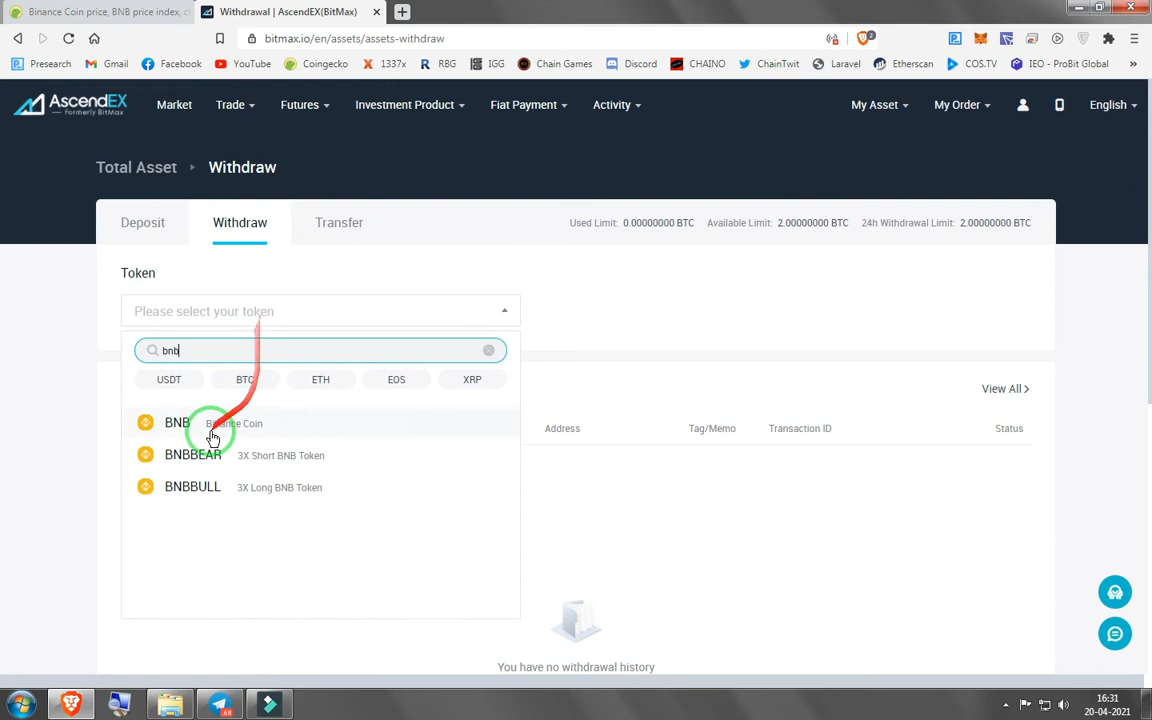 Binance Coin price, BNB price index, c
Withdrawal | AscendEX(BitMax)
bitmax.io/en/assets/assets-withdrawal
2
Presearch
Gmail
Facebook
YouTube
Coingecko
1337x
RBG
IGG
Chain Games
Discord
CHAINO
ChainTwit
Laravel
Etherscan
COS.TV
IEO - ProBit Global
AscendEX
Formerly BitMax
Market
Trade
Futures
Investment Product
Fiat Payment
Activity
My Asset
My Order
English
Total Asset
Withdraw
Deposit
Withdraw
Transfer
Used Limit: 0.00000000 BTC
Available Limit: 2.00000000 BTC
24h Withdrawal Limit: 2.00000000 BTC
Token
Please select your token
bnb
USDT
BTC
ETH
EOS
XRP
View All
BNB Binance Coin
BNBBEAR 3X Short BNB Token
BNBBULL 3X Long BNB Token
Address
Tag/Memo
Transaction ID
Status
You have no withdrawal history
68
16:31
20-04-2021